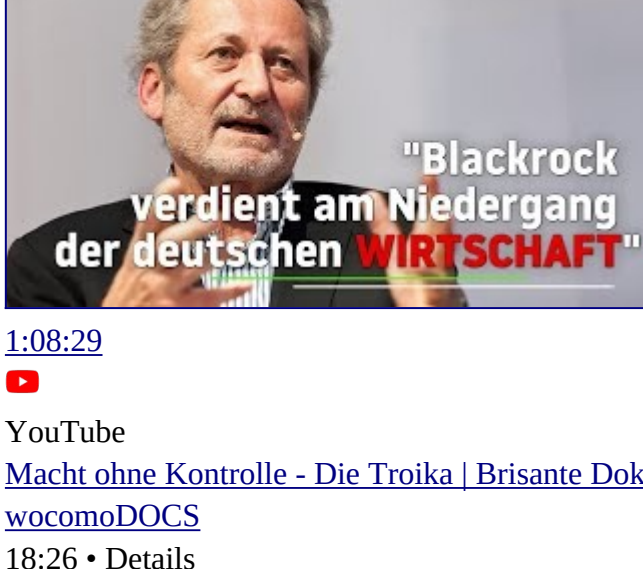 "Blackrock
verdient am Niedergang
der deutschen WIRTSCHAFT"
1:08:29
YouTube
Macht ohne Kontrolle - Die Troika | Brisante Dok
wocomoDOCS
18:26 • Details